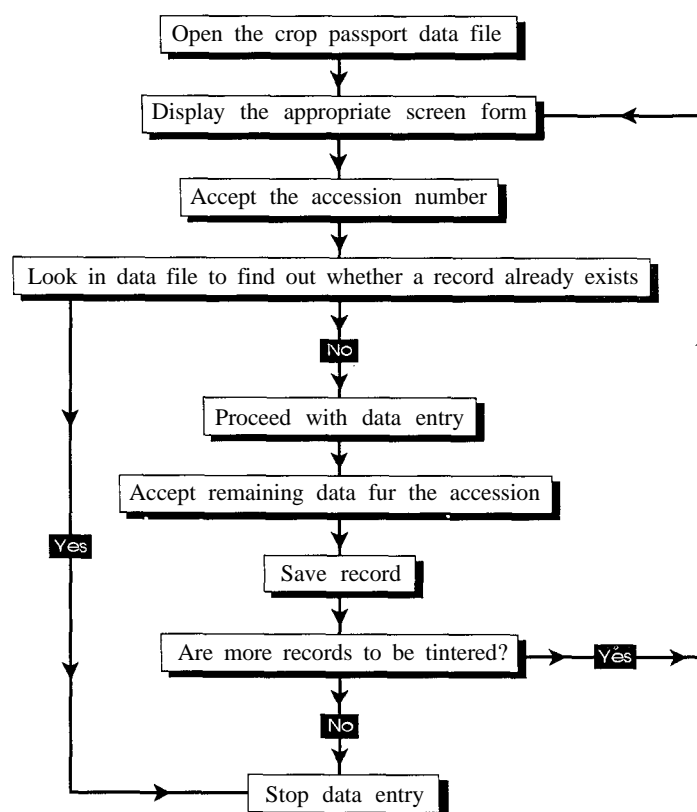 Open the crop passport data file
Display the appropriate screen form
Accept the accession number
Look in data file to find out whether a record already exists
No
Proceed with data entry
Accept remaining data fur the accession
Yes
Save record
Are more records to be tintered?
Yes
No
Stop data entry